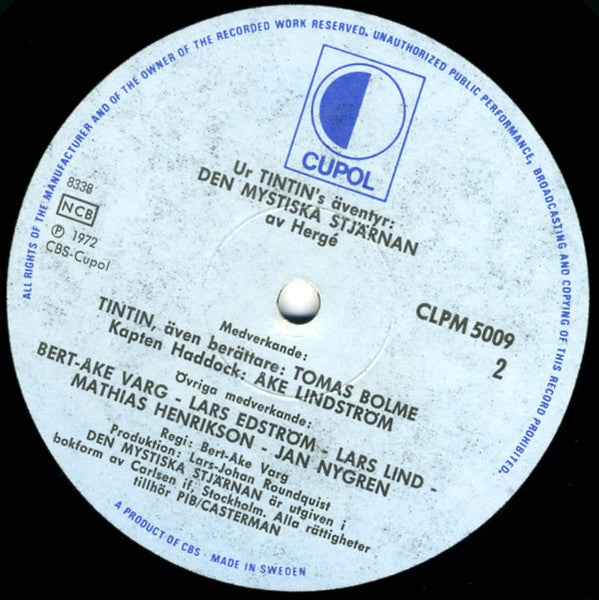 ALL RIGHTS OF THE MANUFACTURER AND OF THE OWNER OF THE RECORDED WORK RESERVED. UNAUTHORIZED PUBLIC PERFORMANCE, BROADCASTING AND COPYING OF THIS RECORD PROHIBITED.
CUPOL
Ur TINTIN's äventyr:
DEN MYSTISKA STJÄRNAN
av Hergé
8338
NCB
Ⓟ 1972
CBS-Cupol
CLPM 5009
2
Medverkande:
TINTIN, även berättare: TOMAS BOLME
Kapten Haddock: ÅKE LINDSTRÖM
Övriga medverkande:
BERT-ÅKE VARG - LARS EDSTRÖM - LARS LIND -
MATHIAS HENRIKSON - JAN NYGREN
Regi: Bert-Åke Varg
Produktion: Lars-Johan Roundquist
DEN MYSTISKA STJÄRNAN är utgiven i
bokform av Carlsen if, Stockholm. Alla rättigheter
tillhör PIB/CASTERMAN
A PRODUCT OF CBS - MADE IN SWEDEN